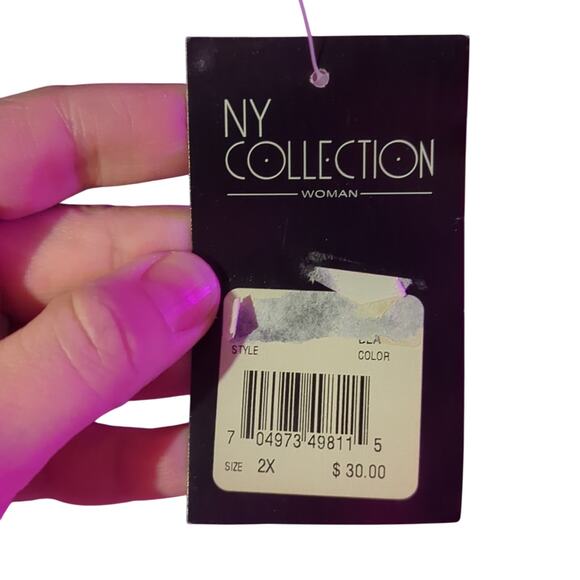 NY
COLLECTION
WOMAN
STYLE COLOR
7 04973 49811 5
SIZE 2X $ 30.00